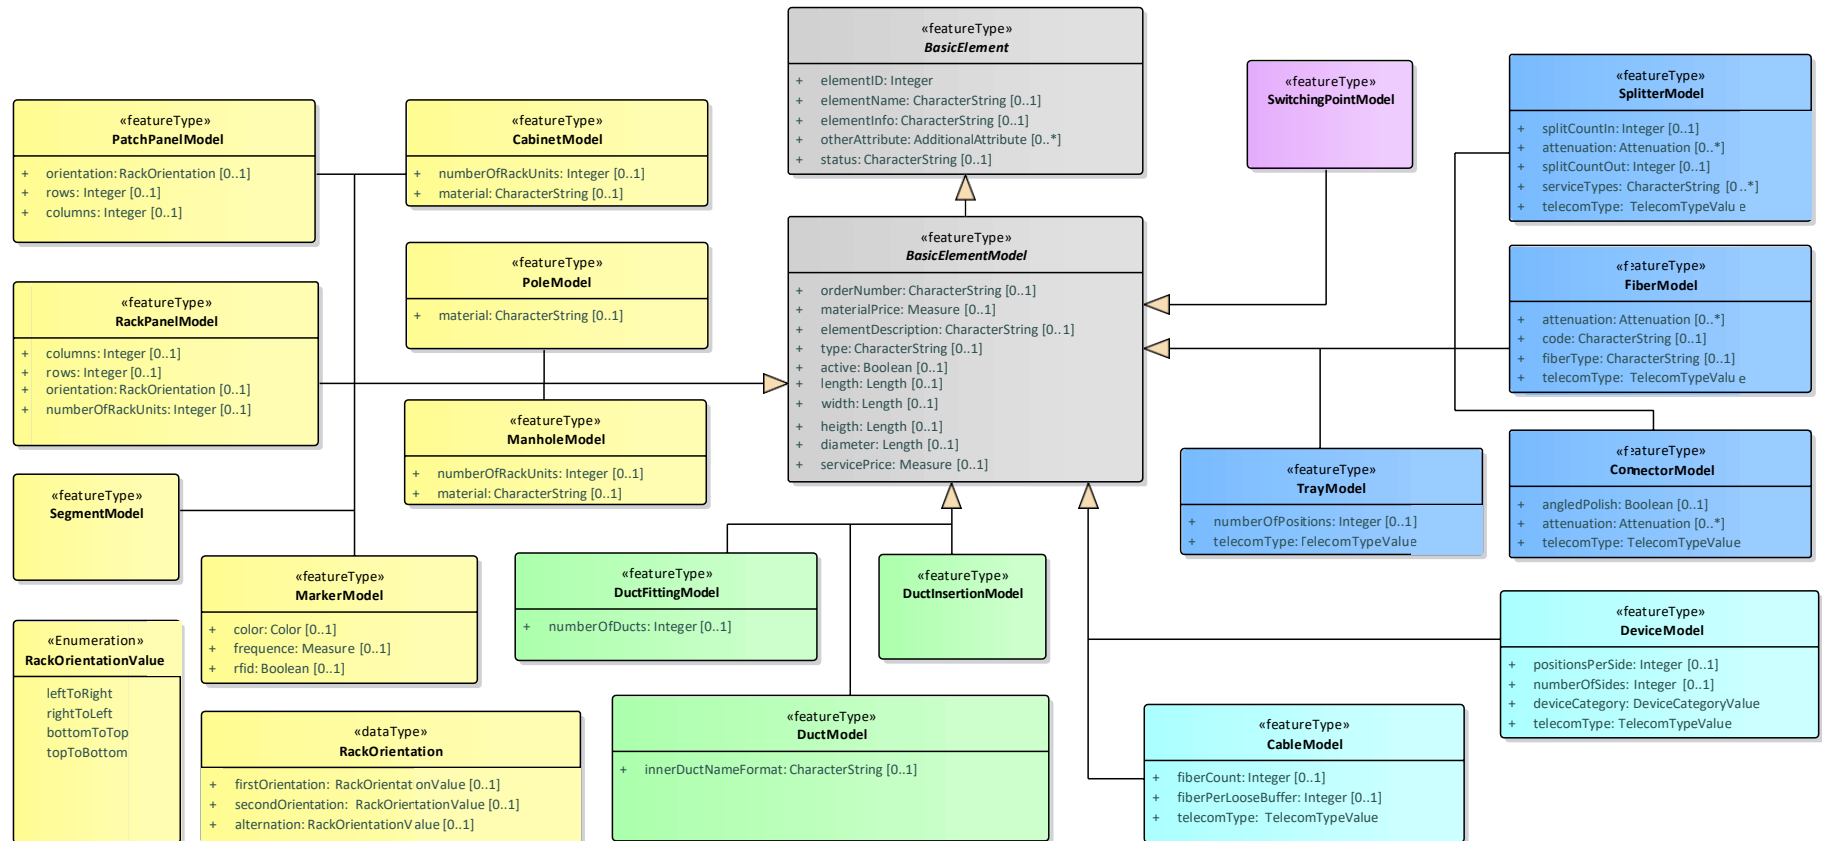 «featureType»
BasicElement
+ elementID: Integer
+ elementName: CharacterString [0..1]
+ elementInfo: CharacterString [0..1]
+ otherAttribute: AdditionalAttribute [0..*]
+ status: CharacterString [0..1]
«featureType»
SwitchingPointModel
«featureType»
SplitterModel
+ splitCountIn: Integer [0..1]
+ attenuation: Attenuation [0..*]
+ splitCountOut: Integer [0..1]
+ serviceTypes: CharacterString [0..*]
+ telecomType: TelecomTypeValue
«featureType»
PatchPanelModel
+ orientation: RackOrientation [0..1]
+ rows: Integer [0..1]
+ columns: Integer [0..1]
«featureType»
CabinetModel
+ numberOfRackUnits: Integer [0..1]
+ material: CharacterString [0..1]
«featureType»
BasicElementModel
+ orderNumber: CharacterString [0..1]
+ materialPrice: Measure [0..1]
+ elementDescription: CharacterString [0..1]
+ type: CharacterString [0..1]
+ active: Boolean [0..1]
+ length: Length [0..1]
+ width: Length [0..1]
+ heigth: Length [0..1]
+ diameter: Length [0..1]
+ servicePrice: Measure [0..1]
«featureType»
PoleModel
+ material: CharacterString [0..1]
«featureType»
FiberModel
+ attenuation: Attenuation [0..*]
+ code: CharacterString [0..1]
+ fiberType: CharacterString [0..1]
+ telecomType: TelecomTypeValue
«featureType»
RackPanelModel
+ columns: Integer [0..1]
+ rows: Integer [0..1]
+ orientation: RackOrientation [0..1]
+ numberOfRackUnits: Integer [0..1]
«featureType»
ManholeModel
+ numberOfRackUnits: Integer [0..1]
+ material: CharacterString [0..1]
«featureType»
TrayModel
+ numberOfPositions: Integer [0..1]
+ telecomType: TelecomTypeValue
«featureType»
ConnectorModel
+ angledPolish: Boolean [0..1]
+ attenuation: Attenuation [0..*]
+ telecomType: TelecomTypeValue
«featureType»
SegmentModel
«featureType»
MarkerModel
+ color: Color [0..1]
+ frequence: Measure [0..1]
+ rfid: Boolean [0..1]
«featureType»
DuctFittingModel
+ numberOfDucts: Integer [0..1]
«featureType»
DuctInsertionModel
«featureType»
DeviceModel
+ positionsPerSide: Integer [0..1]
+ numberOfSides: Integer [0..1]
+ deviceCategory: DeviceCategoryValue
+ telecomType: TelecomTypeValue
«Enumeration»
RackOrientationValue
leftToRight
rightToLeft
bottomToTop
topToBottom
«dataType»
RackOrientation
+ firstOrientation: RackOrientationValue [0..1]
+ secondOrientation: RackOrientationValue [0..1]
+ alternation: RackOrientationValue [0..1]
«featureType»
DuctModel
+ innerDuctNameFormat: CharacterString [0..1]
«featureType»
CableModel
+ fiberCount: Integer [0..1]
+ fiberPerLooseBuffer: Integer [0..1]
+ telecomType: TelecomTypeValue